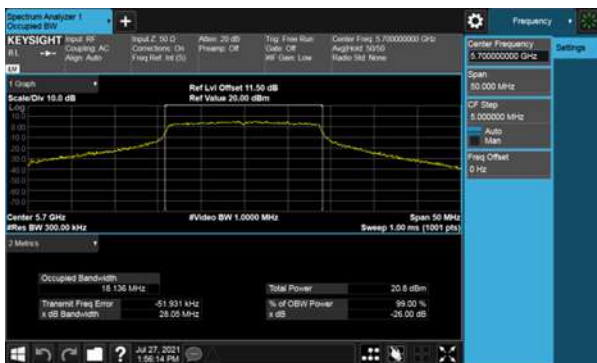 Spectrum Analyzer 1
Occupied BW
+
Frequency
KEYSIGHT
Input: RF
Coupling: AC
Align: Auto
Input Z: 50 Ω
Corrections: On
Freq Ref: Int (S)
Atten: 20 dB
Preamp: Off
Trig: Free Run
Gate: Off
#IF Gain: Low
Center Freq: 5.700000000 GHz
Avg|Hold: 50/50
Radio Std: None
Center Frequency
5.700000000 GHz
Settings
Span
50.000 MHz
CF Step
5.000000 MHz
Auto
Man
Freq Offset
0 Hz
1 Graph
Scale/Div 10.0 dB
Ref Lvl Offset 11.50 dB
Ref Value 20.00 dBm
Log
10.0
0.00
Center 5.7 GHz
#Res BW 300.00 kHz
#Video BW 1.0000 MHz
Span 50 MHz
Sweep 1.00 ms (1001 pts)
2 Metrics
Occupied Bandwidth
18.136 MHz
Total Power
20.8 dBm
Transmit Freq Error
-51.931 kHz
% of OBW Power
99.00 %
x dB Bandwidth
28.05 MHz
x dB
-26.00 dB
?
Jul 27, 2021
1:56:14 PM